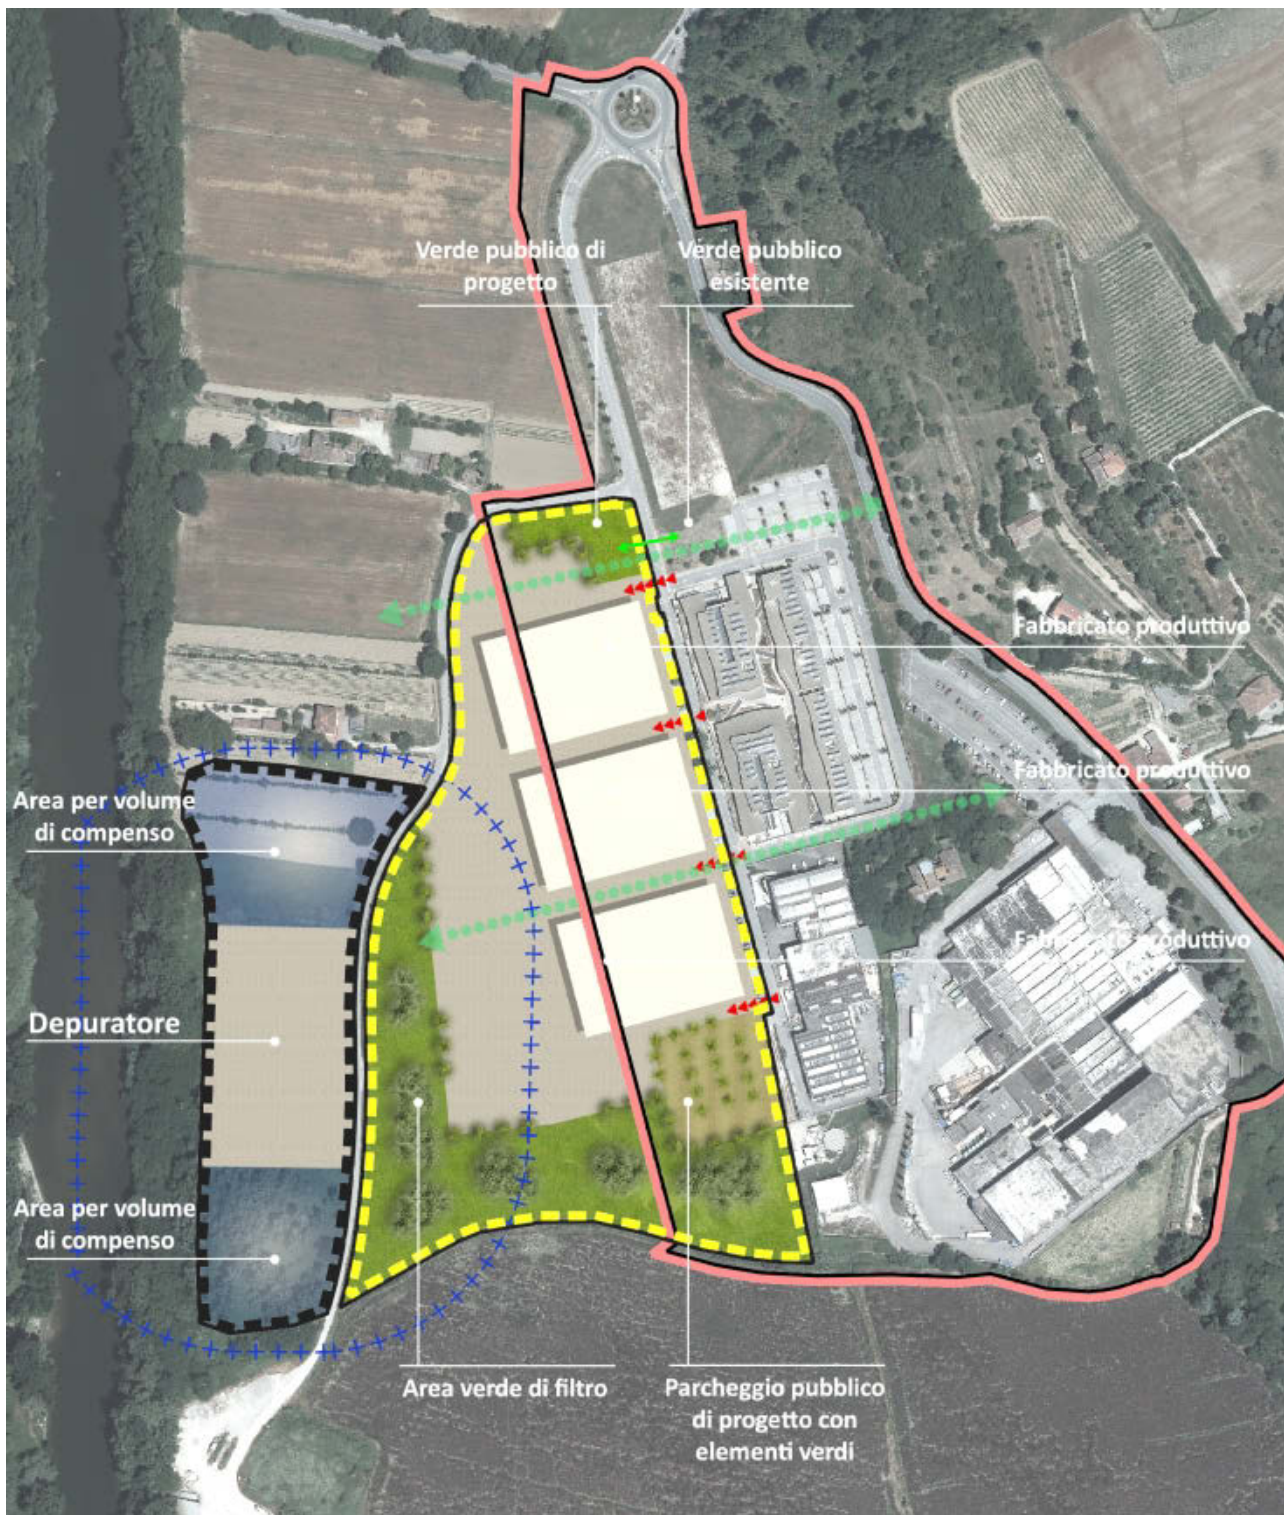 Verde pubblico di
progetto
Verde pubblico
esistente
Fabbricato produttivo
Fabbricato produttivo
Area per volume
di compenso
Fabbricato produttivo
Depuratore
Area per volume
di compenso
Area verde di filtro
Parcheggio pubblico
di progetto con
elementi verdi